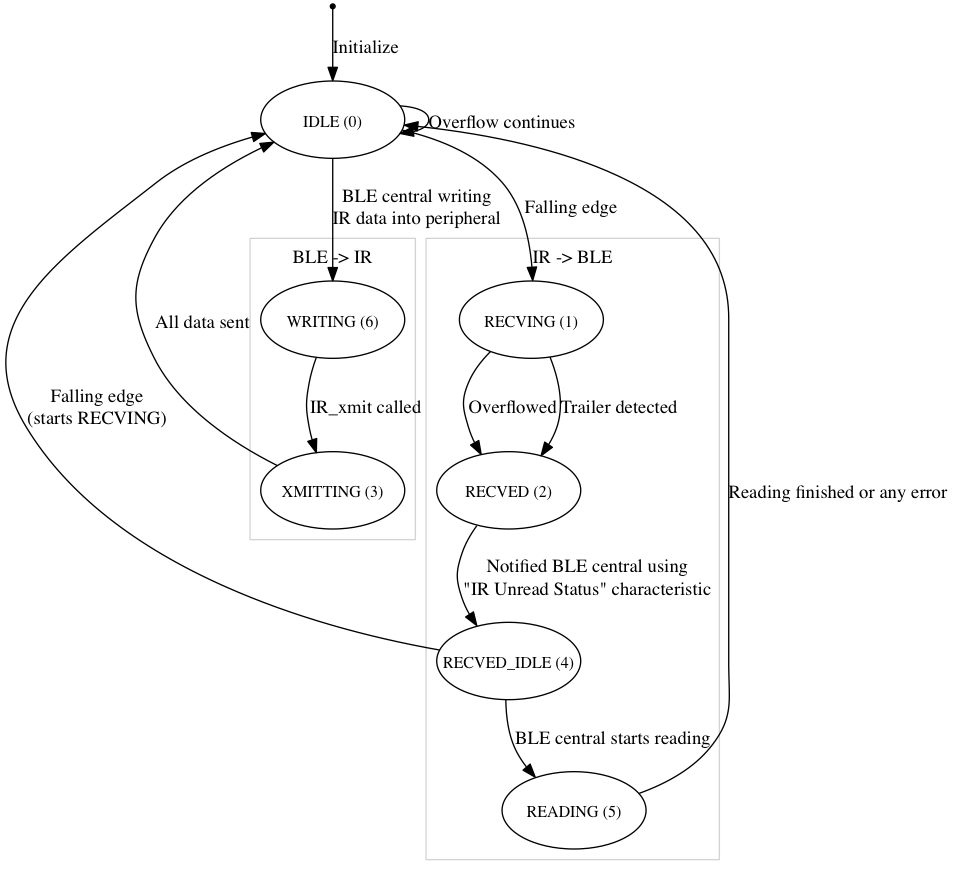 Initialize
IDLE (0)
Overflow continues
BLE central writing
IR data into peripheral
Falling edge
BLE -> IR
IR -> BLE
WRITING (6)
RECVING (1)
All data sent
Falling edge
(starts RECVING)
IR_xmit called
Overflowed
Trailer detected
XMITTING (3)
RECVED (2)
Reading finished or any error
Notified BLE central using
"IR Unread Status" characteristic
RECVED_IDLE (4)
BLE central starts reading
READING (5)